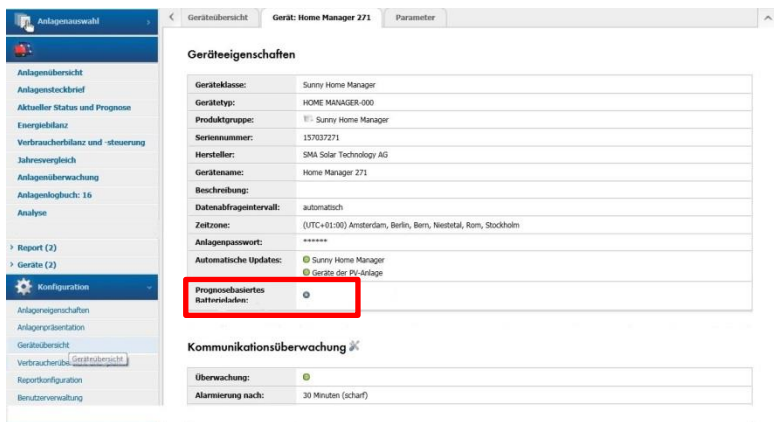 Anlagenauswahl
Geräteübersicht Gerät: Home Manager 271 Parameter
Anlagenübersicht
Anlagensteckbrief
Aktueller Status und Prognose
Energiebilanz
Verbraucherbilanz und -steuerung
Jahresvergleich
Anlagenüberwachung
Anlagenlogbuch: 16
Analyse
Report (2)
Geräte (2)
Konfiguration
Anlageneigenschaften
Anlagenpräsentation
Geräteübersicht
Geräteübersicht
Reportkonfiguration
Benutzerverwaltung
Geräteeigenschaften
Geräteklasse: Sunny Home Manager
Gerätetyp: HOME MANAGER-000
Produktgruppe: Sunny Home Manager
Seriennummer: 157037271
Hersteller: SMA Solar Technology AG
Gerätename: Home Manager 271
Beschreibung:
Datenabfrageintervall: automatisch
Zeitzone: (UTC+01:00) Amsterdam, Berlin, Bern, Niestetal, Rom, Stockholm
Anlagenpasswort: ******
Automatische Updates: Sunny Home Manager
Geräte der PV-Anlage
Prognosebasiertes
Batterieladen:
Kommunikationsüberwachung
Überwachung:
Alarmierung nach: 30 Minuten (scharf)